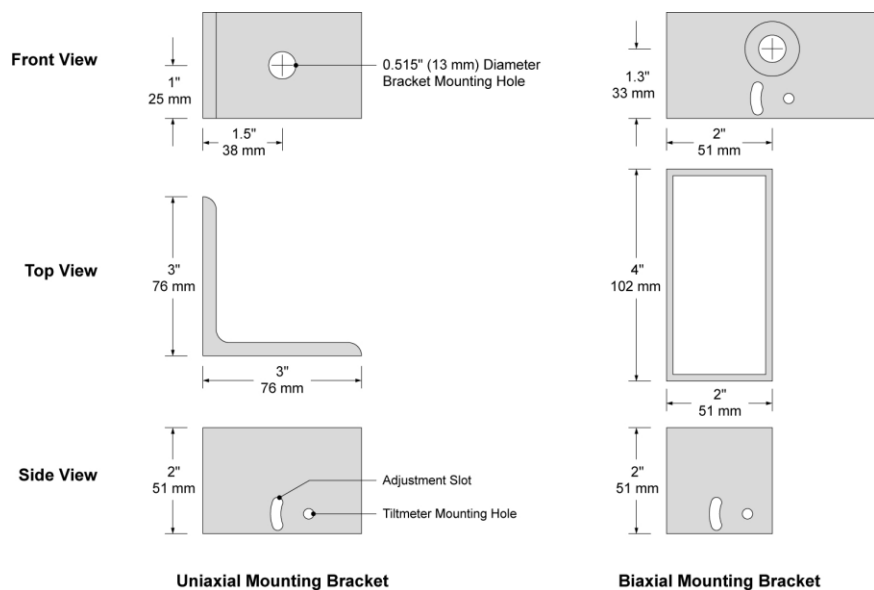 Front View
1"
25 mm
1.5"
38 mm
0.515" (13 mm) Diameter
Bracket Mounting Hole
1.3"
33 mm
2"
51 mm
Top View
3"
76 mm
3"
76 mm
4"
102 mm
2"
51 mm
Side View
2"
51 mm
Adjustment Slot
Tiltmeter Mounting Hole
2"
51 mm
Uniaxial Mounting Bracket
Biaxial Mounting Bracket